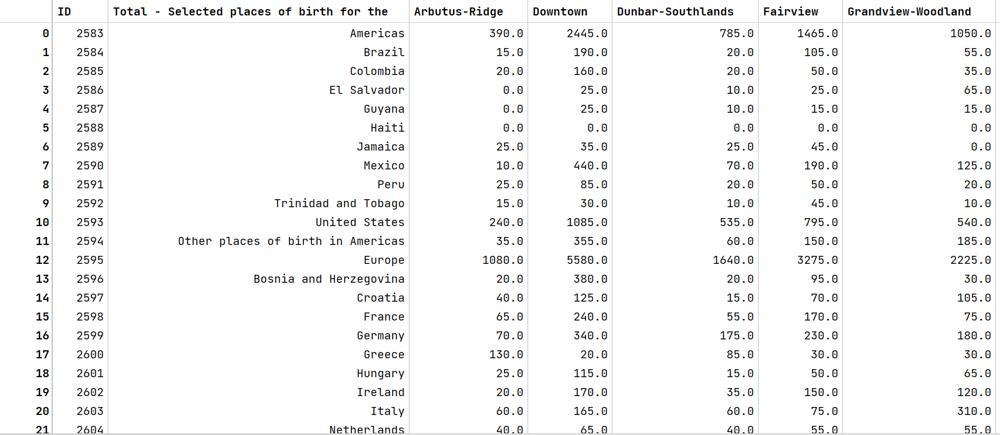 ID Total - Selected places of birth for the Arbutus-Ridge Downtown Dunbar-Southlands Fairview Grandview-Woodland
0 2583 Americas 390.0 2445.0 785.0 1465.0 1050.0
1 2584 Brazil 15.0 190.0 20.0 105.0 55.0
2 2585 Colombia 20.0 160.0 20.0 50.0 35.0
3 2586 El Salvador 0.0 25.0 10.0 25.0 65.0
4 2587 Guyana 0.0 25.0 10.0 15.0 15.0
5 2588 Haiti 0.0 0.0 0.0 0.0 0.0
6 2589 Jamaica 25.0 35.0 25.0 45.0 0.0
7 2590 Mexico 10.0 440.0 70.0 190.0 125.0
8 2591 Peru 25.0 85.0 20.0 50.0 20.0
9 2592 Trinidad and Tobago 15.0 30.0 10.0 45.0 10.0
10 2593 United States 240.0 1085.0 535.0 795.0 540.0
11 2594 Other places of birth in Americas 35.0 355.0 60.0 150.0 185.0
12 2595 Europe 1080.0 5580.0 1640.0 3275.0 2225.0
13 2596 Bosnia and Herzegovina 20.0 380.0 20.0 95.0 30.0
14 2597 Croatia 40.0 125.0 15.0 70.0 105.0
15 2598 France 65.0 240.0 55.0 170.0 75.0
16 2599 Germany 70.0 340.0 175.0 230.0 180.0
17 2600 Greece 130.0 20.0 85.0 30.0 30.0
18 2601 Hungary 25.0 115.0 15.0 50.0 65.0
19 2602 Ireland 20.0 170.0 35.0 150.0 120.0
20 2603 Italy 60.0 165.0 60.0 75.0 310.0
21 2604 Netherlands 40.0 65.0 40.0 55.0 55.0